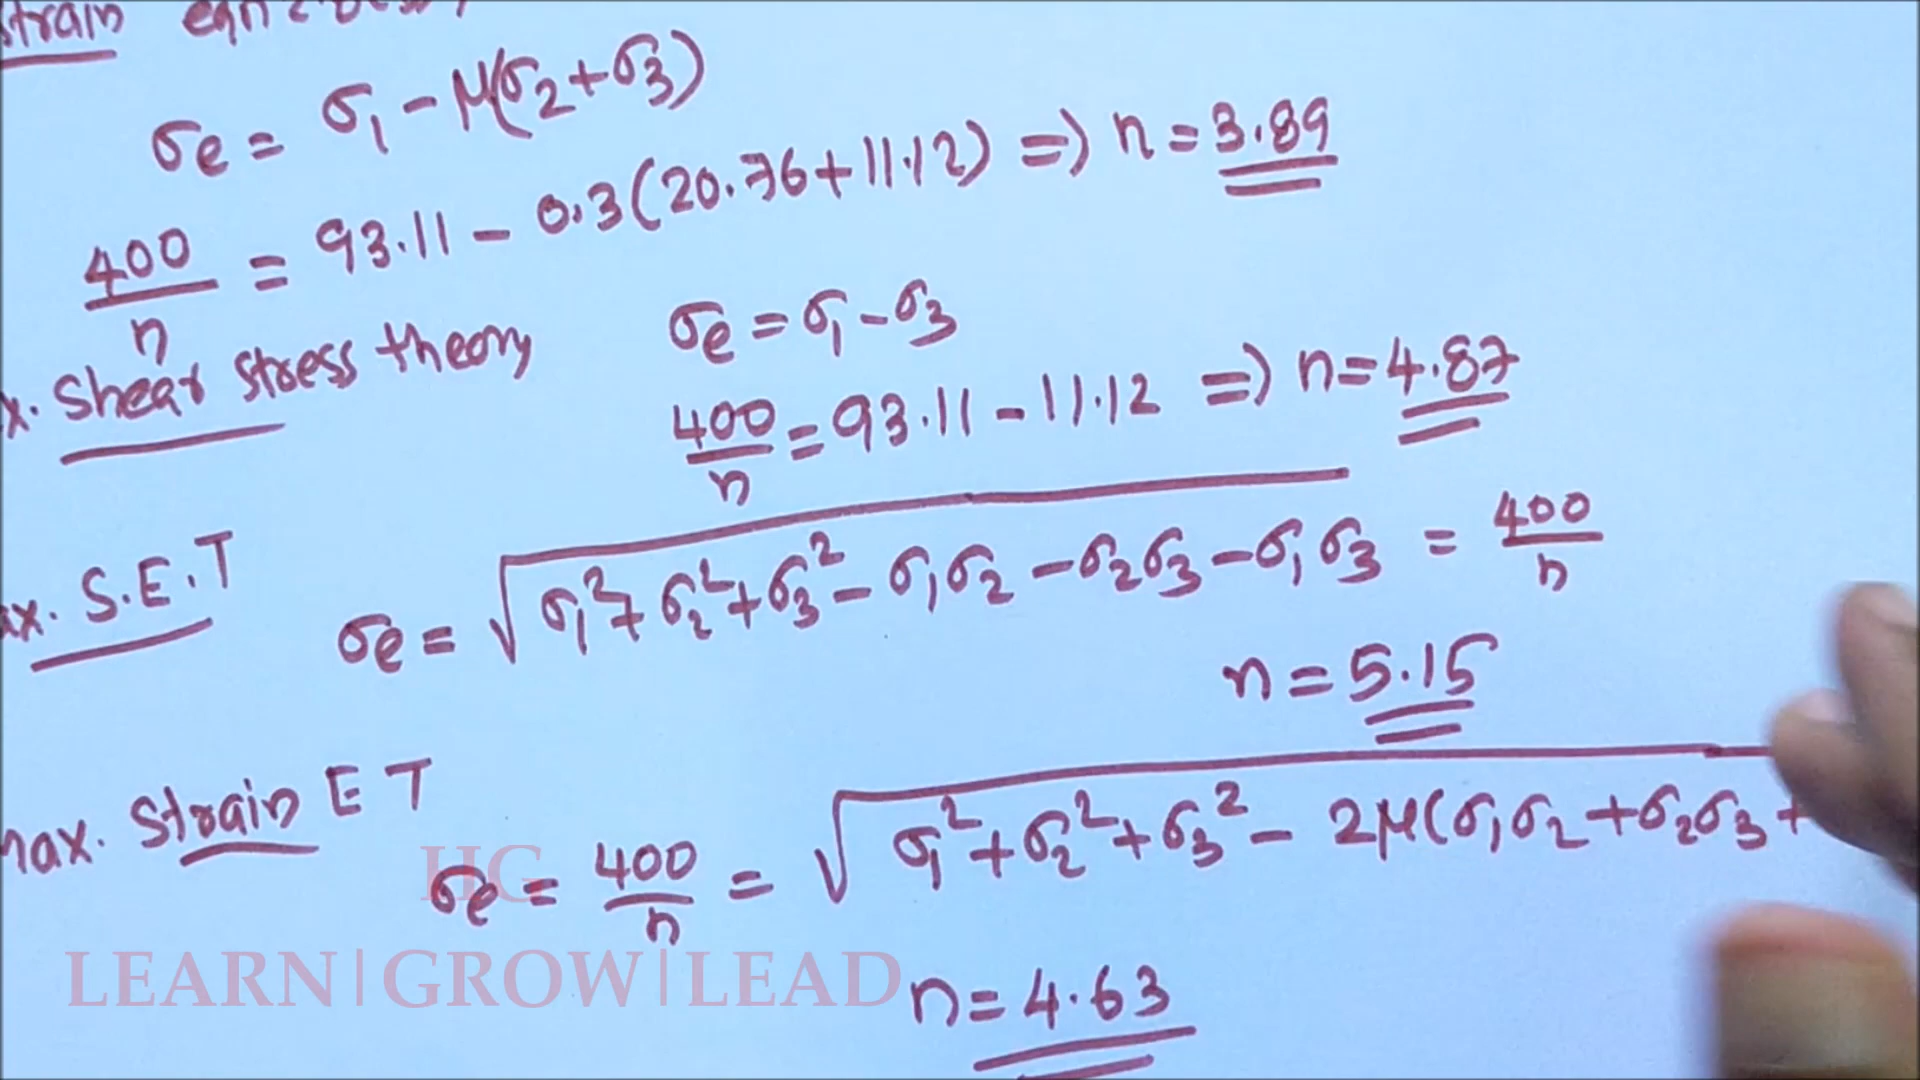 strain
σe = σ1 - μ(σ2+σ3)
400/n = 93.11 - 0.3(20.76+11.12) => n = 3.89
x. Shear stress theory σe = σ1 - σ3
400/n = 93.11 - 11.12 => n = 4.87
ax. S.E.T
σe = √(σ1²+σ2²+σ3² - σ1σ2 - σ2σ3 - σ1σ3) = 400/n
n = 5.15
max. Strain E T
σe = 400/n = √(σ1²+σ2²+σ3² - 2μ(σ1σ2+σ2σ3+
HG
LEARN|GROW|LEAD
n = 4.63